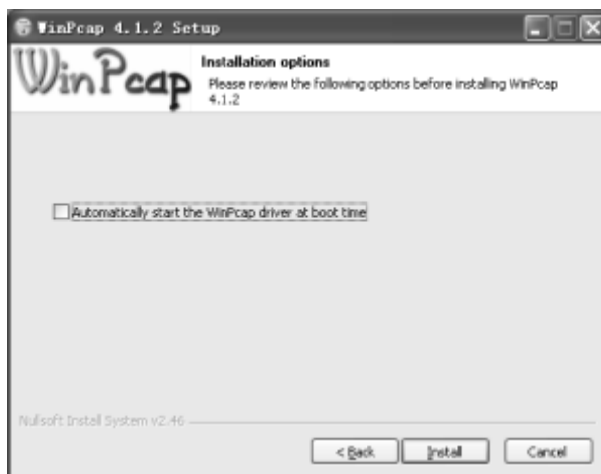 WinPcap 4.1.2 Setup
WinPcap
Installation options
Please review the following options before installing WinPcap
4.1.2
Automatically start the WinPcap driver at boot time
Nullsoft Install System v2.46
< Back
Install
Cancel